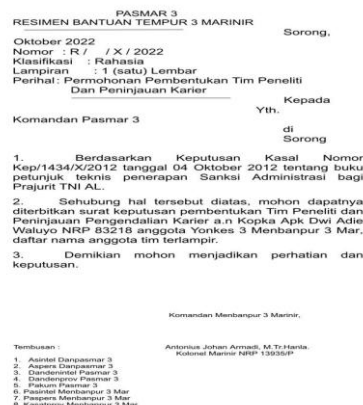 PASMAR 3
RESIMEN BANTUAN TEMPUR 3 MARINIR
Sorong,
Oktober 2022
Nomor : R / / X / 2022
Klasifikasi : Rahasia
Lampiran : 1 (satu) Lembar
Perihal : Permohonan Pembentukan Tim Peneliti
Dan Peninjauan Karier
Kepada
Yth.
Komandan Pasmar 3
di
Sorong
1. Berdasarkan Keputusan Kasal Nomor
Kep/1434/X/2012 tanggal 04 Oktober 2012 tentang buku
petunjuk teknis penerapan Sanksi Administrasi bagi
Prajurit TNI AL.
2. Sehubung hal tersebut diatas, mohon dapatnya
diterbitkan surat keputusan pembentukan Tim Peneliti dan
Peninjauan Pengendalian Karier a.n Kopka Apk Dwi Adie
Waluyo NRP 83218 anggota Yonkes 3 Menbanpur 3 Mar,
daftar nama anggota tim terlampir.
3. Demikian mohon menjadikan perhatian dan
keputusan.
Komandan Menbanpur 3 Marinir,
Tembusan :
Antonius Johan Armadi, M.Tr.Hanla.
Kolonel Marinir NRP 13935/P
1. Asintel Danpasmar 3
2. Aspers Danpasmar 3
3. Dandenintel Pasmar 3
4. Dandenprov Pasmar 3
5. Pakum Pasmar 3
6. Pasintel Menbanpur 3 Mar
7. Paspers Menbanpur 3 Mar
8. Kasatprov Menbanpur 3 Mar